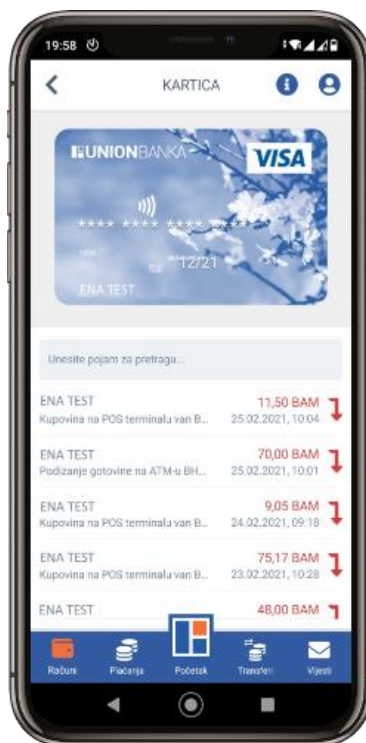 19:58
KARTICA
UNIONBANKA
VISA
**** **** **** ****
12/21
ENA TEST
Unesite pojam za pretragu...
ENA TEST 11,50 BAM
Kupovina na POS terminalu van B... 25.02.2021, 10:04
ENA TEST 70,00 BAM
Podizanje gotovine na ATM-u BH... 25.02.2021, 10:01
ENA TEST 9,05 BAM
Kupovina na POS terminalu van B... 24.02.2021, 09:18
ENA TEST 75,17 BAM
Kupovina na POS terminalu van B... 23.02.2021, 10:28
ENA TEST 48,00 BAM
Računi Plaćanja Početak Transferi Vijesti